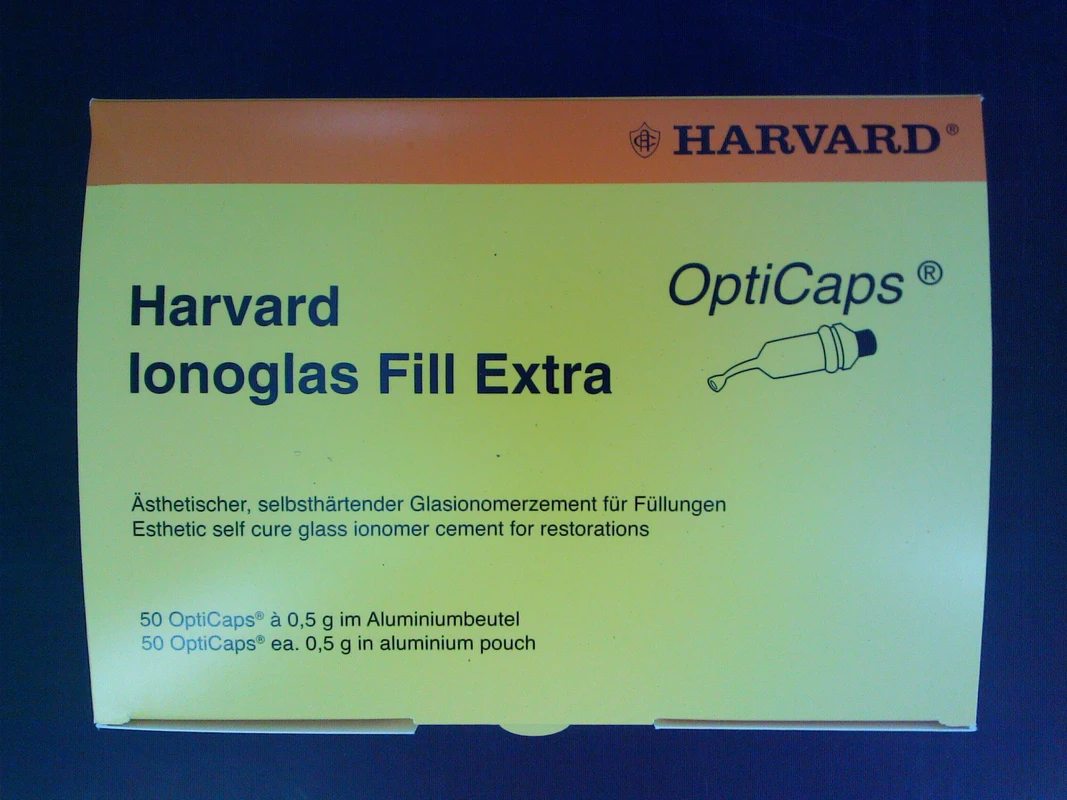 HARVARD®
OptiCaps®
Harvard
Ionoglas Fill Extra
Ästhetischer, selbsthärtender Glasionomerzement für Füllungen
Esthetic self cure glass ionomer cement for restorations
50 OptiCaps® à 0,5 g im Aluminiumbeutel
50 OptiCaps® ea. 0,5 g in aluminium pouch